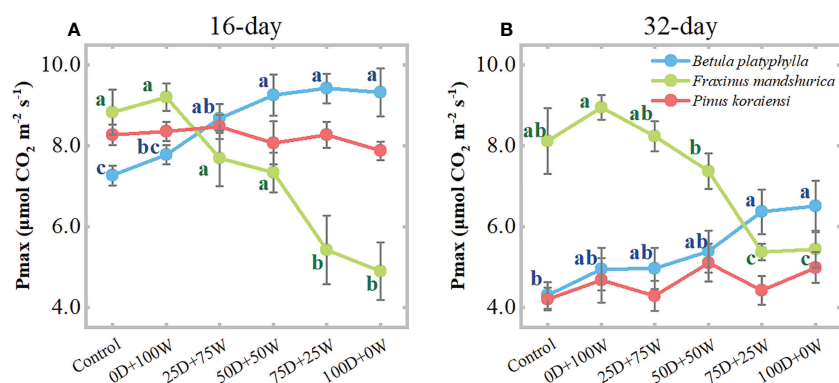 A 16-day
Pmax (μmol CO2 m-2 s-1)
10.0
8.0
6.0
4.0
a
a
ab
a
a
a
c
bc
a
a
b
b
Control
0D+100W
25D+75W
50D+50W
75D+25W
100D+0W
B 32-day
Pmax (μmol CO2 m-2 s-1)
10.0
8.0
6.0
4.0
Betula platyphylla
Fraxinus mandshurica
Pinus koraiensi
ab
a
ab
b
a
a
b
ab
ab
ab
c
c
Control
0D+100W
25D+75W
50D+50W
75D+25W
100D+0W